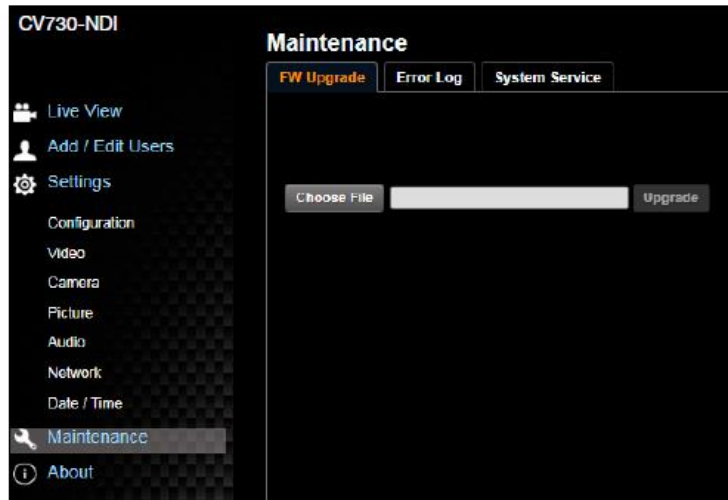 CV730-NDI
Maintenance
FW Upgrade
Error Log
System Service
Live View
Add / Edit Users
Settings
Configuration
Video
Camera
Picture
Audio
Network
Date / Time
Maintenance
About
Choose File
Upgrade